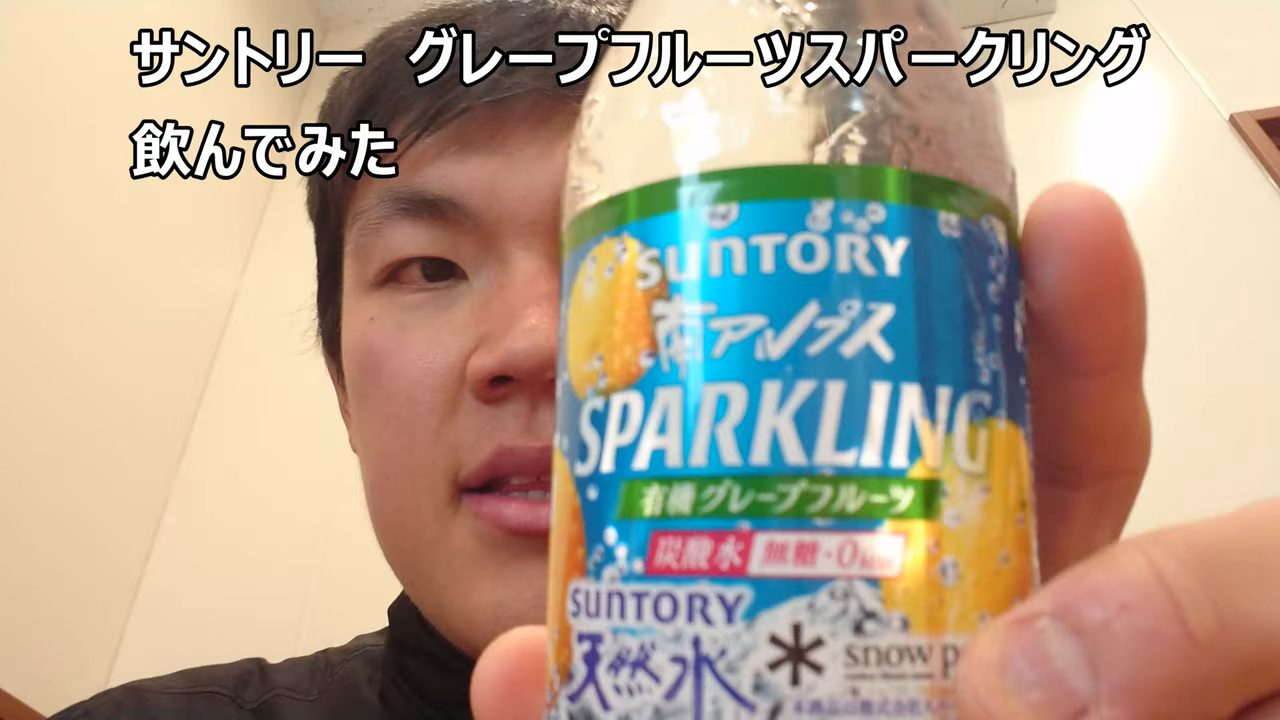 サントリー　グレープフルーツスパークリング
飲んでみた
SUNTORY
南アルプス
SPARKLING
有機グレープフルーツ
炭酸水 無糖・0
SUNTORY
天然水
snow p